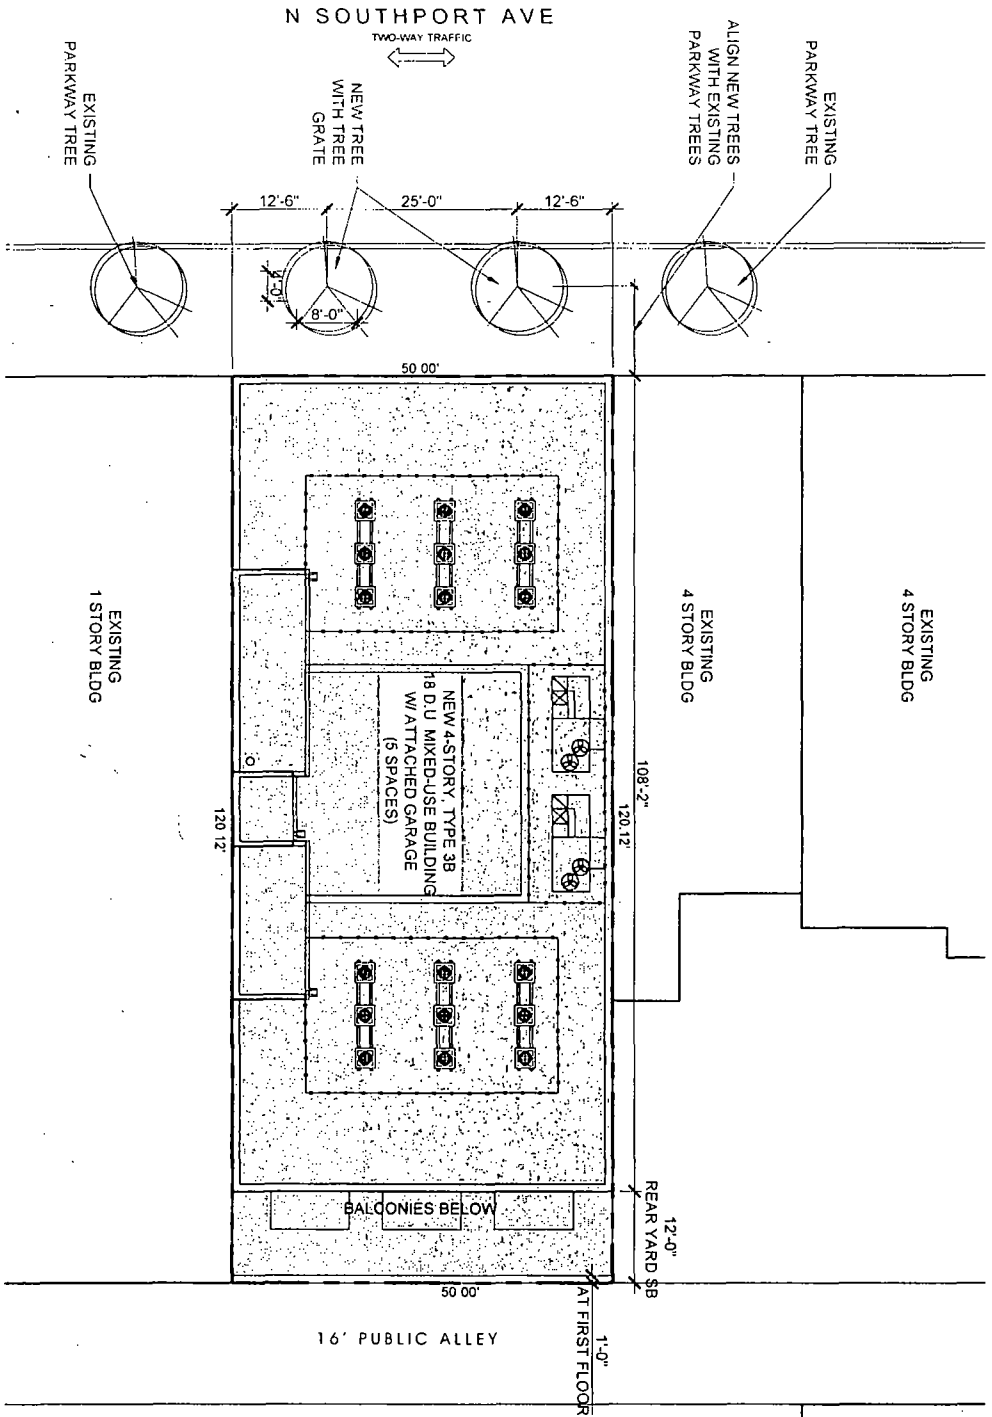 N SOUTHPORT AVE
TWO-WAY TRAFFIC
EXISTING
PARKWAY TREE
NEW TREE
WITH TREE
GRATE
ALIGN NEW TREES
WITH EXISTING
PARKWAY TREES
EXISTING
PARKWAY TREE
12'-6"
25'-0"
12'-6"
8'-0"
50 00'
EXISTING
1 STORY BLDG
NEW 4-STORY, TYPE 3B
18 D.U MIXED-USE BUILDING
W/ ATTACHED GARAGE
(5 SPACES)
EXISTING
4 STORY BLDG
EXISTING
4 STORY BLDG
108'-2"
120.12'
120 12'
BALCONIES BELOW
12'-0"
REAR YARD SB
50 00'
1'-0"
AT FIRST FLOOR
16' PUBLIC ALLEY